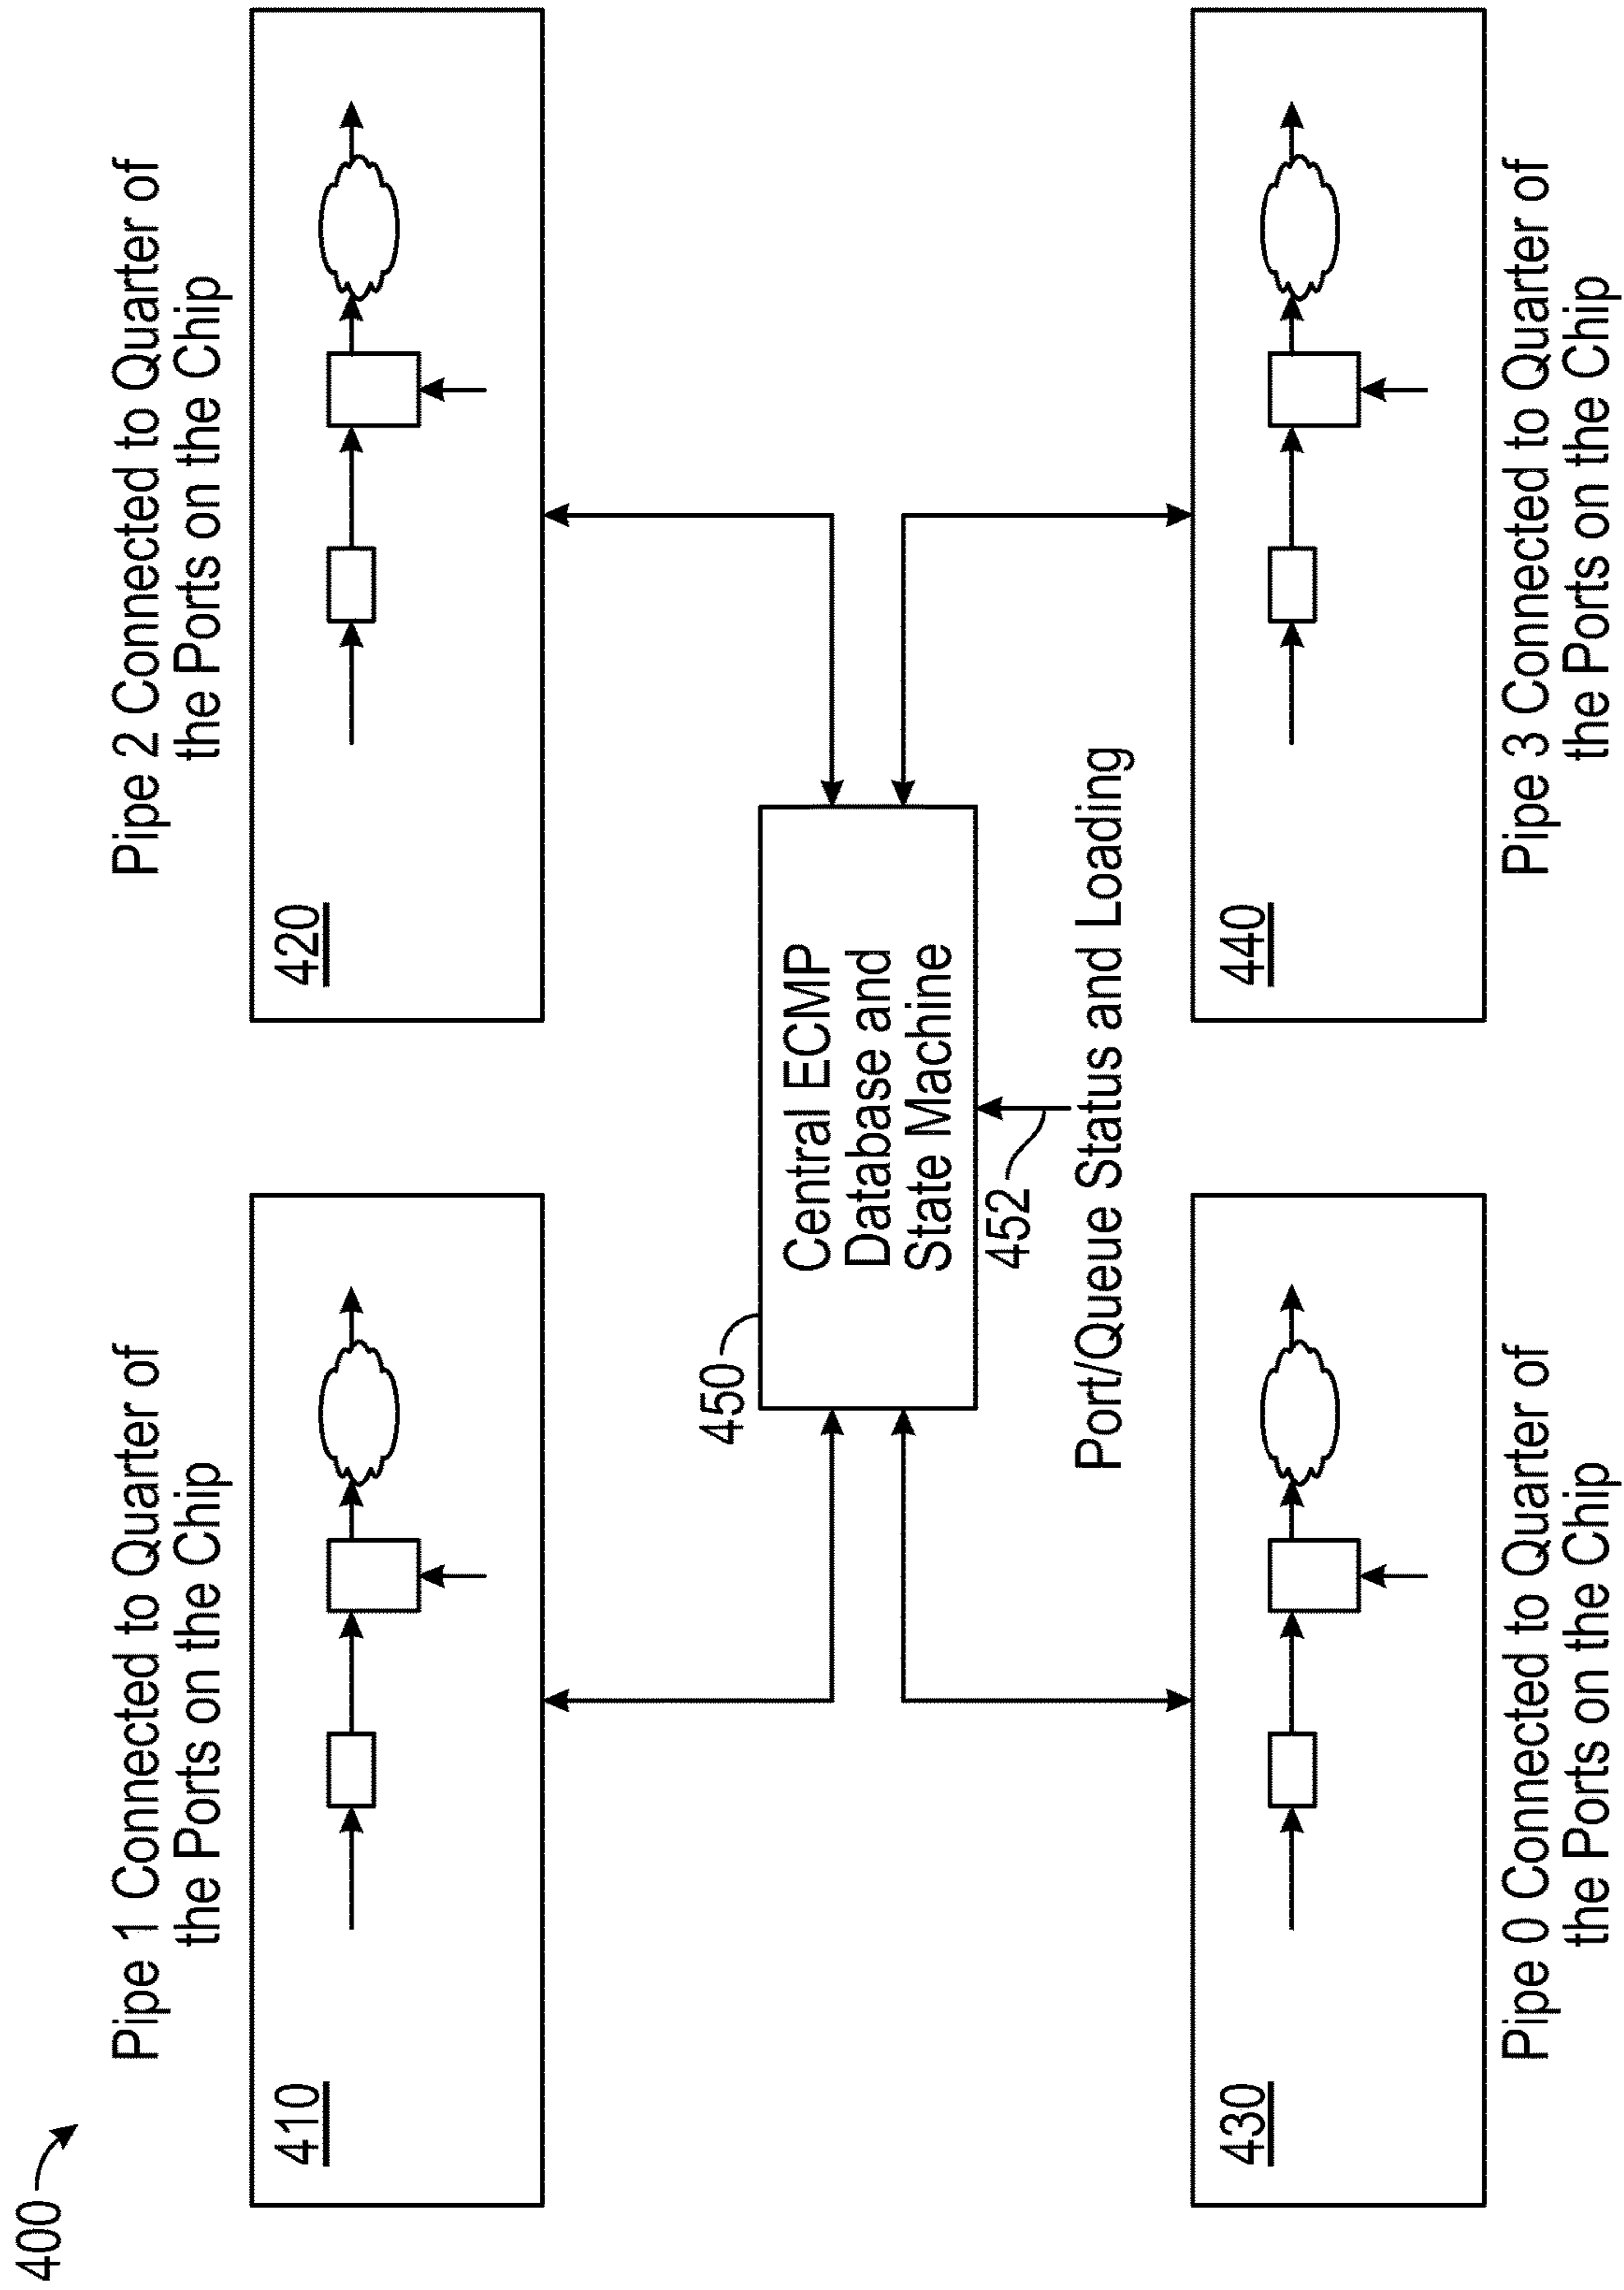 400
Pipe 1 Connected to Quarter of
the Ports on the Chip
410
Pipe 2 Connected to Quarter of
the Ports on the Chip
420
450
Central ECMP
Database and
State Machine
452
Port/Queue Status and Loading
430
Pipe 0 Connected to Quarter of
the Ports on the Chip
440
Pipe 3 Connected to Quarter of
the Ports on the Chip